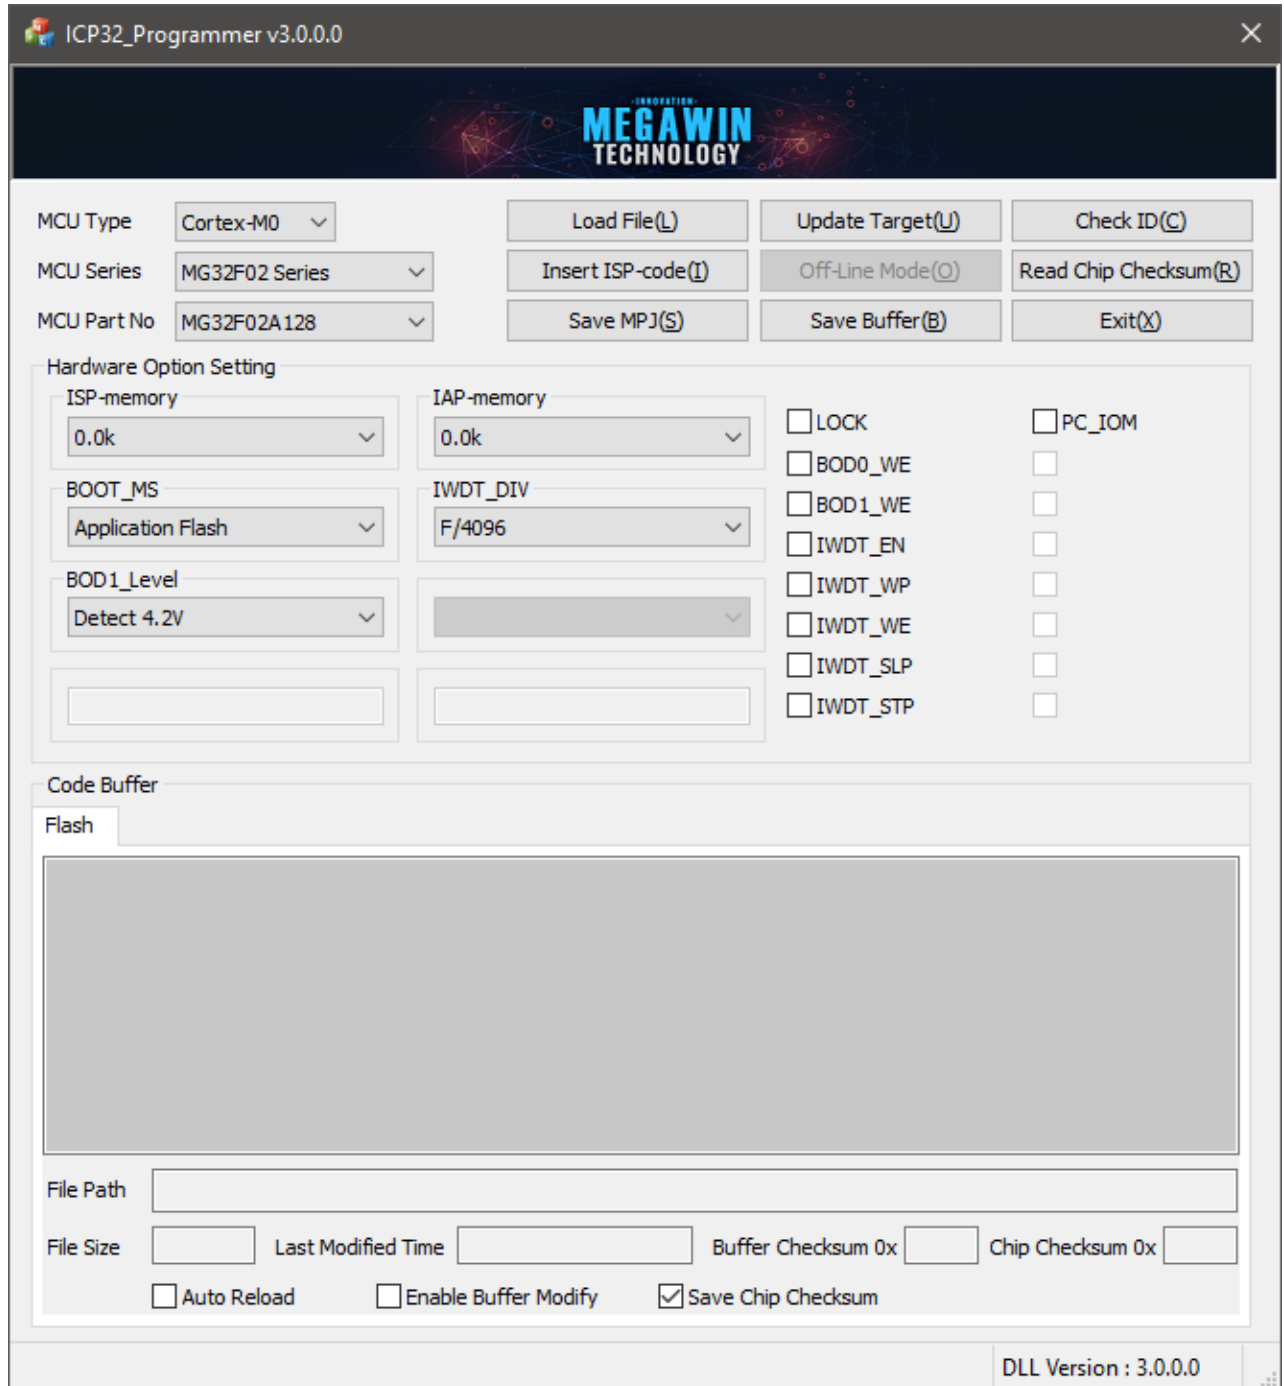 ICP32_Programmer v3.0.0.0
INNOVATION
MEGAWIN
TECHNOLOGY
MCU Type Cortex-M0 Load File(L) Update Target(U) Check ID(C)
MCU Series MG32F02 Series Insert ISP-code(I) Off-Line Mode(O) Read Chip Checksum(R)
MCU Part No MG32F02A128 Save MPJ(S) Save Buffer(B) Exit(X)
Hardware Option Setting
ISP-memory IAP-memory
0.0k 0.0k LOCK PC_IOM
BOD0_WE
BOOT_MS IWDT_DIV
BOD1_WE
Application Flash F/4096
IWDT_EN
BOD1_Level IWDT_WP
Detect 4.2V IWDT_WE
IWDT_SLP
IWDT_STP
Code Buffer
Flash
File Path
File Size Last Modified Time Buffer Checksum 0x Chip Checksum 0x
Auto Reload Enable Buffer Modify Save Chip Checksum
DLL Version : 3.0.0.0